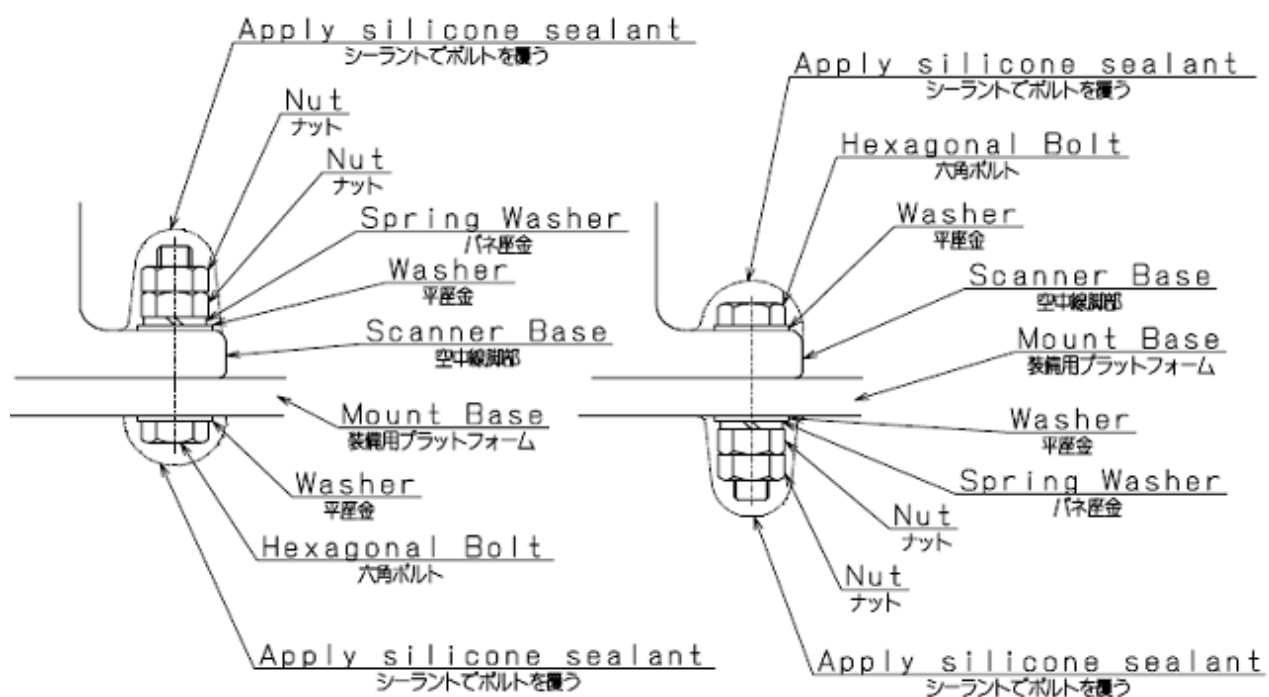 Apply silicone sealant
シーラントでボルトを覆う
Nut
ナット
Nut
ナット
Spring Washer
バネ座金
Washer
平座金
Scanner Base
空中線脚部
Mount Base
装備用プラットフォーム
Washer
平座金
Hexagonal Bolt
六角ボルト
Apply silicone sealant
シーラントでボルトを覆う
Apply silicone sealant
シーラントでボルトを覆う
Hexagonal Bolt
六角ボルト
Washer
平座金
Scanner Base
空中線脚部
Mount Base
装備用プラットフォーム
Washer
平座金
Spring Washer
バネ座金
Nut
ナット
Nut
ナット
Apply silicone sealant
シーラントでボルトを覆う